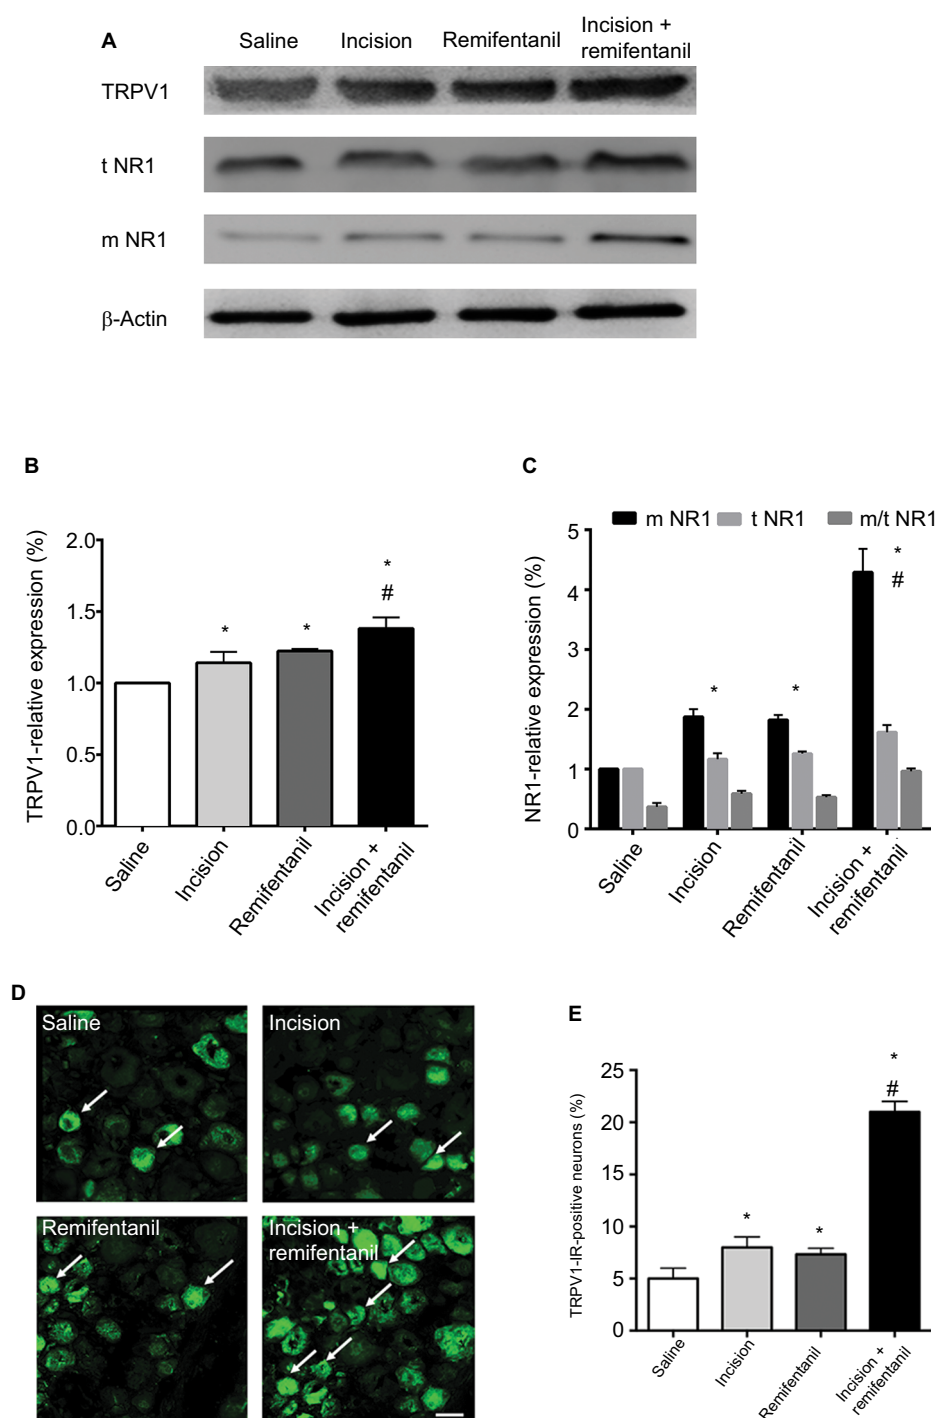 A
Saline
Incision
Remifentanil
Incision +
remifentanil
TRPV1
t NR1
m NR1
β-Actin
B
TRPV1-relative expression (%)
2.0
1.5
1.0
0.5
0.0
*
*
*
#
Saline
Incision
Remifentanil
Incision +
remifentanil
C
m NR1
t NR1
m/t NR1
NR1-relative expression (%)
5
4
3
2
1
0
*
*
*
#
Saline
Incision
Remifentanil
Incision +
remifentanil
D
Saline
Incision
Remifentanil
Incision +
remifentanil
E
TRPV1-IR-positive neurons (%)
25
20
15
10
5
0
*
*
*
#
Saline
Incision
Remifentanil
Incision +
remifentanil